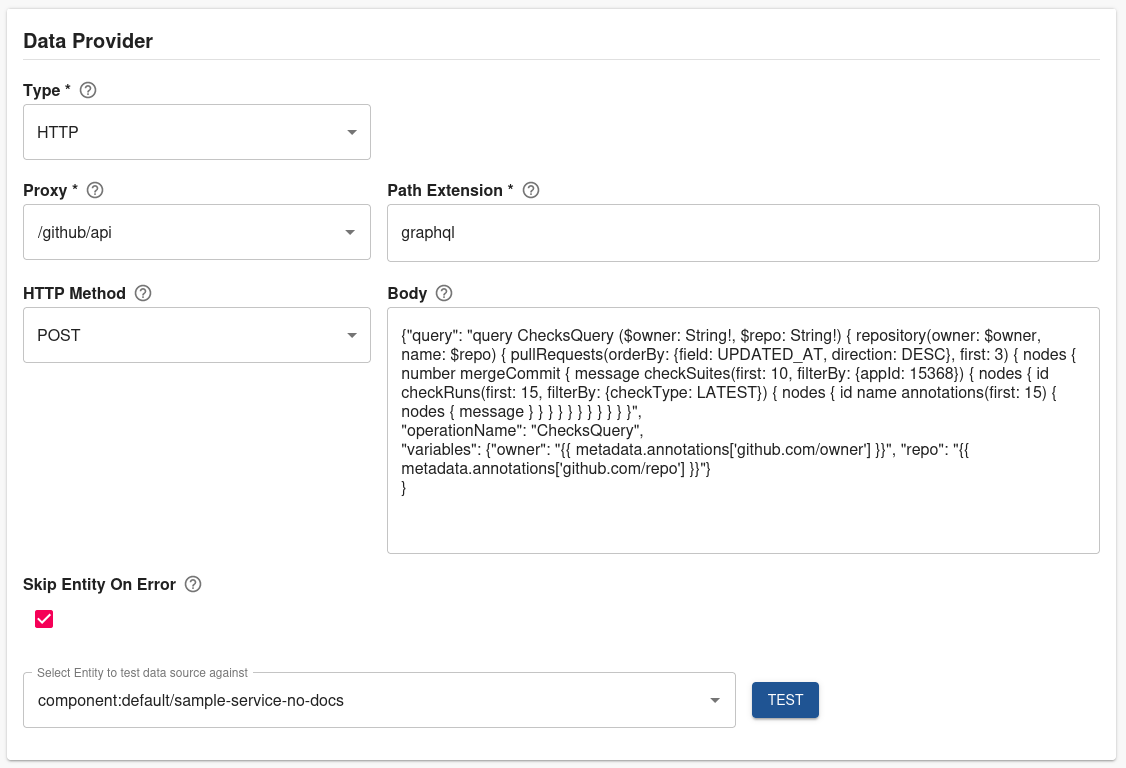 Data Provider
Type *
HTTP
Proxy *
Path Extension *
/github/api
graphql
HTTP Method
Body
POST
{"query": "query ChecksQuery ($owner: String!, $repo: String!) { repository(owner: $owner,
name: $repo) { pullRequests(orderBy: {field: UPDATED_AT, direction: DESC}, first: 3) { nodes {
number mergeCommit { message checkSuites(first: 10, filterBy: {appId: 15368}) { nodes { id
checkRuns(first: 15, filterBy: {checkType: LATEST}) { nodes { id name annotations(first: 15) {
nodes { message } } } } } } } } } } }",
"operationName": "ChecksQuery",
"variables": {"owner": "{{ metadata.annotations['github.com/owner'] }}", "repo": "{{
metadata.annotations['github.com/repo'] }}"}
}
Skip Entity On Error
Select Entity to test data source against
component:default/sample-service-no-docs
TEST